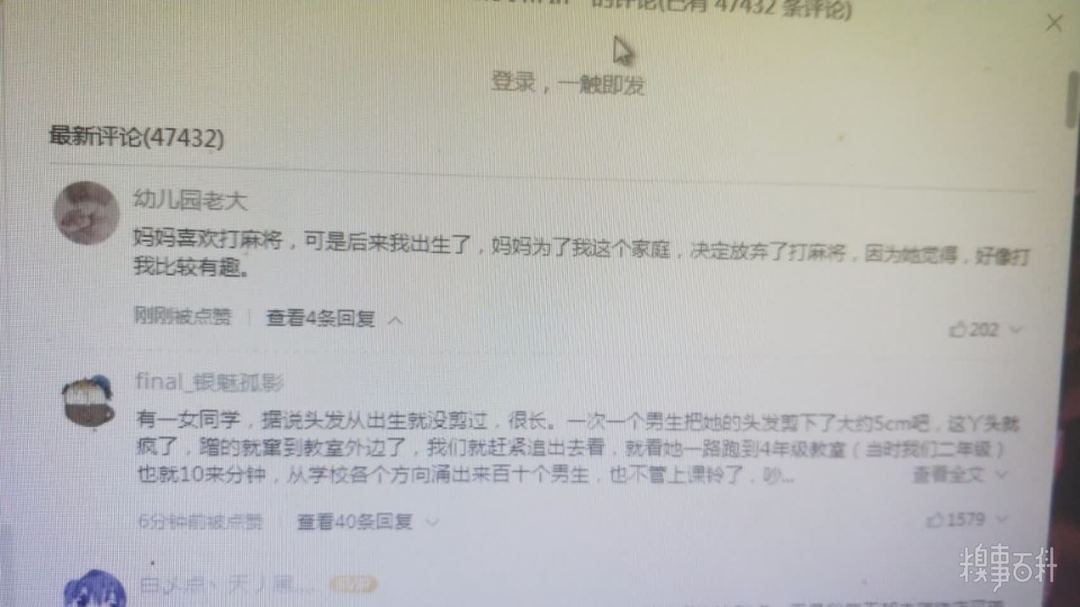 的评论(已有 47432 条评论)
登录，一触即发
最新评论(47432)
幼儿园老大
妈妈喜欢打麻将，可是后来我出生了，妈妈为了我这个家庭，决定放弃了打麻将，因为她觉得，好像打
我比较有趣。
刚刚被点赞 查看4条回复
202
final_银魅孤影
有一女同学，据说头发从出生就没剪过，很长。一次一个男生把她的头发剪下了大约5cm吧，这丫头就
疯了，蹭的就窜到教室外边了，我们就赶紧追出去看，就看她一路跑到4年级教室（当时我们二年级）
也就10来分钟，从学校各个方向涌出来百十个男生，也不管上课铃了，吵...
查看全文
6分钟前被点赞 查看40条回复
1579
糗事百科